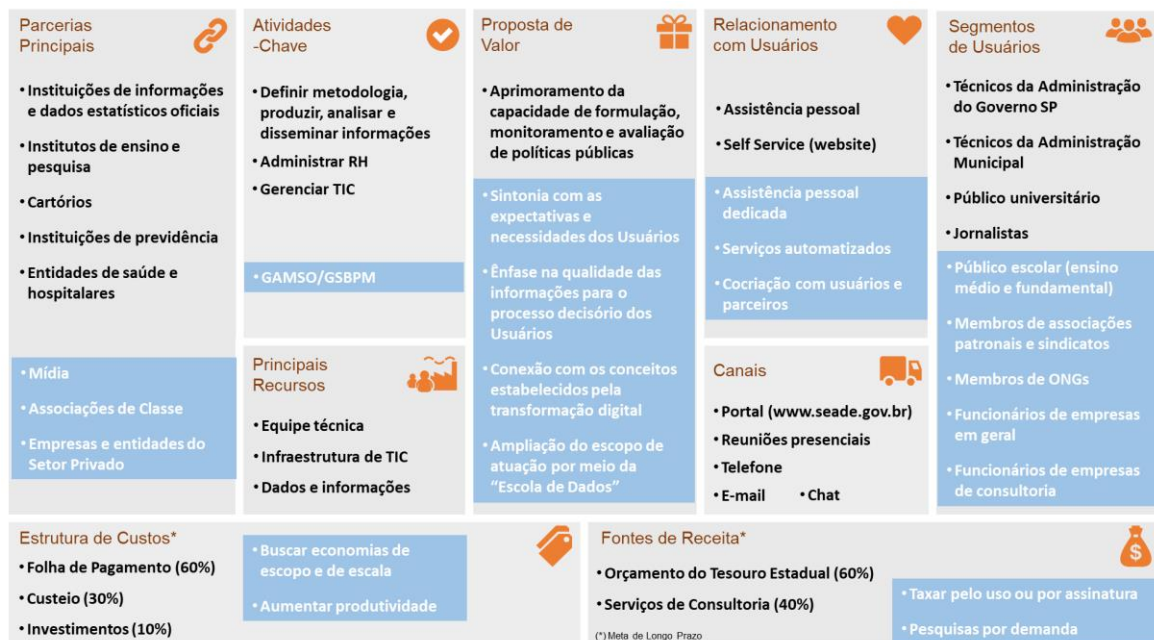 Parcerias
Principais
• Instituições de informações
e dados estatísticos oficiais
• Institutos de ensino e
pesquisa
• Cartórios
• Instituições de previdência
• Entidades de saúde e
hospitalares
• Mídia
• Associações de Classe
• Empresas e entidades do
Setor Privado
Atividades
-Chave
• Definir metodologia,
produzir, analisar e
disseminar informações
• Administrar RH
• Gerenciar TIC
• GAMSO/GSBPM
Principais
Recursos
• Equipe técnica
• Infraestrutura de TIC
• Dados e informações
Proposta de
Valor
• Aprimoramento da
capacidade de formulação,
monitoramento e avaliação
de políticas públicas
• Sintonia com as
expectativas e
necessidades dos Usuários
• Ênfase na qualidade das
informações para o
processo decisório dos
Usuários
• Conexão com os conceitos
estabelecidos pela
transformação digital
• Ampliação do escopo de
atuação por meio da
“Escola de Dados”
Relacionamento
com Usuários
• Assistência pessoal
• Self Service (website)
• Assistência pessoal
dedicada
• Serviços automatizados
• Cocriação com usuários e
parceiros
Canais
• Portal (www.seade.gov.br)
• Reuniões presenciais
• Telefone
• E-mail • Chat
Segmentos
de Usuários
• Técnicos da Administração
do Governo SP
• Técnicos da Administração
Municipal
• Público universitário
• Jornalistas
• Público escolar (ensino
médio e fundamental)
• Membros de associações
patronais e sindicatos
• Membros de ONGs
• Funcionários de empresas
em geral
• Funcionários de empresas
de consultoria
Estrutura de Custos*
• Folha de Pagamento (60%)
• Custeio (30%)
• Investimentos (10%)
• Buscar economias de
escopo e de escala
• Aumentar produtividade
Fontes de Receita*
• Orçamento do Tesouro Estadual (60%)
• Serviços de Consultoria (40%)
(*) Meta de Longo Prazo
$
• Taxar pelo uso ou por assinatura
• Pesquisas por demanda